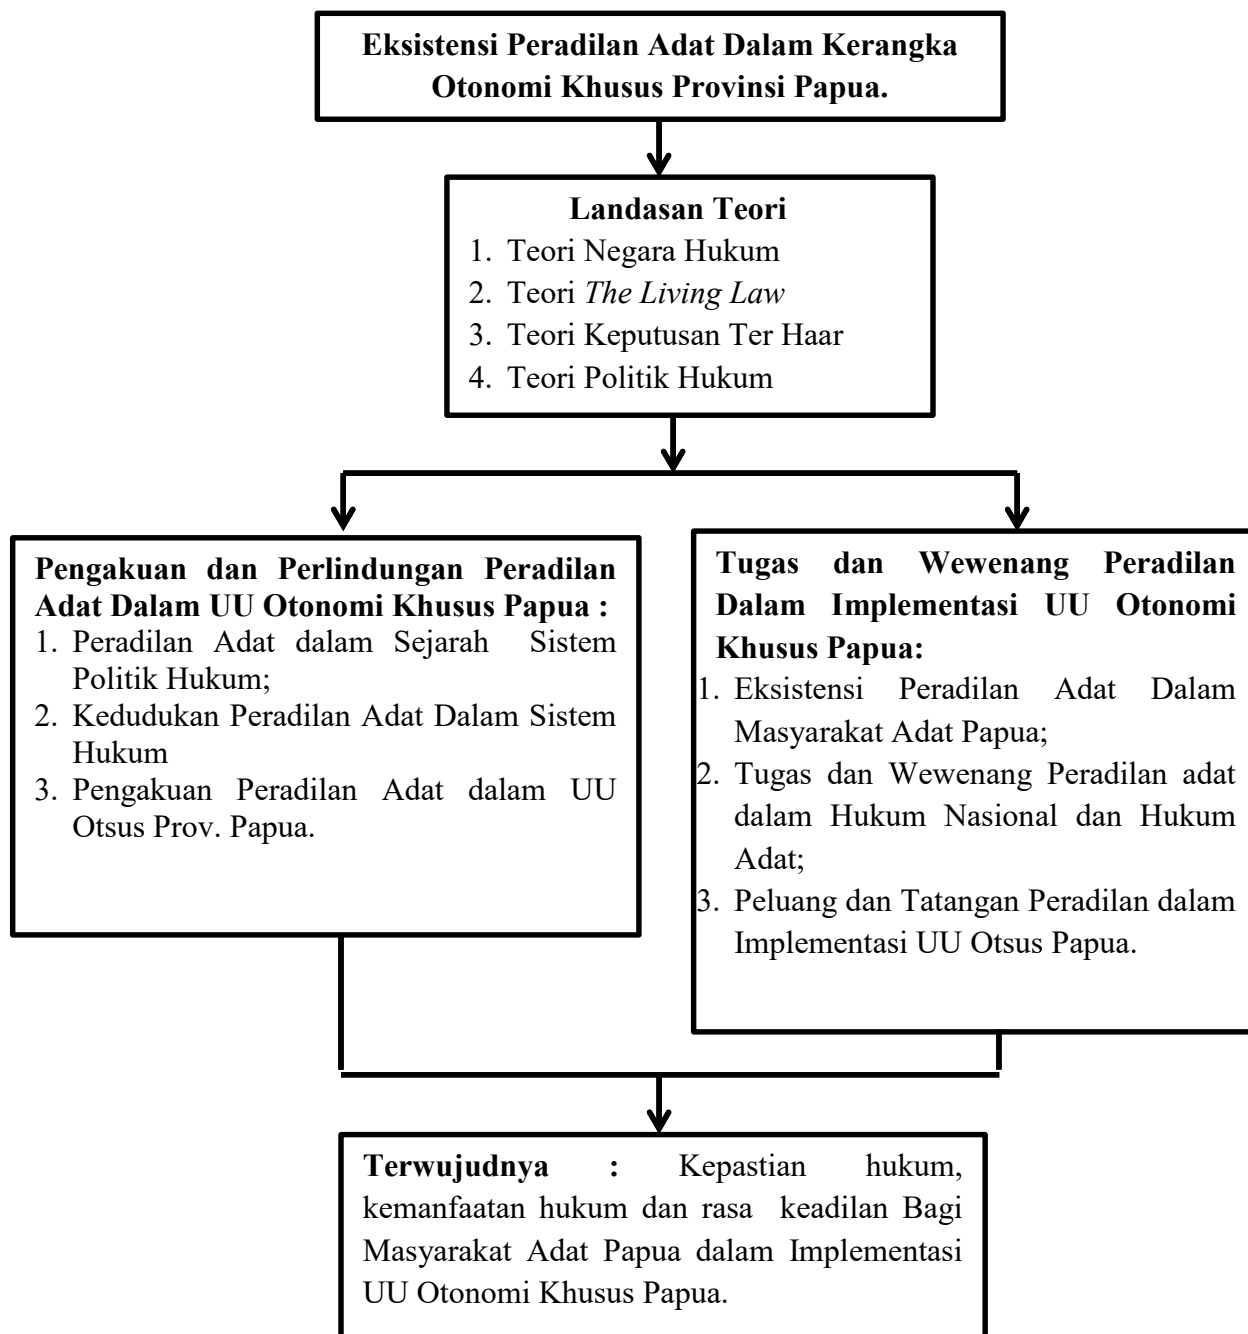 Eksistensi Peradilan Adat Dalam Kerangka
Otonomi Khusus Provinsi Papua.
Landasan Teori
1. Teori Negara Hukum
2. Teori The Living Law
3. Teori Keputusan Ter Haar
4. Teori Politik Hukum
Pengakuan dan Perlindungan Peradilan
Adat Dalam UU Otonomi Khusus Papua :
1. Peradilan Adat dalam Sejarah Sistem
Politik Hukum;
2. Kedudukan Peradilan Adat Dalam Sistem
Hukum
3. Pengakuan Peradilan Adat dalam UU
Otsus Prov. Papua.
Tugas dan Wewenang Peradilan
Dalam Implementasi UU Otonomi
Khusus Papua:
1. Eksistensi Peradilan Adat Dalam
Masyarakat Adat Papua;
2. Tugas dan Wewenang Peradilan adat
dalam Hukum Nasional dan Hukum
Adat;
3. Peluang dan Tatangan Peradilan dalam
Implementasi UU Otsus Papua.
Terwujudnya : Kepastian hukum,
kemanfaatan hukum dan rasa keadilan Bagi
Masyarakat Adat Papua dalam Implementasi
UU Otonomi Khusus Papua.